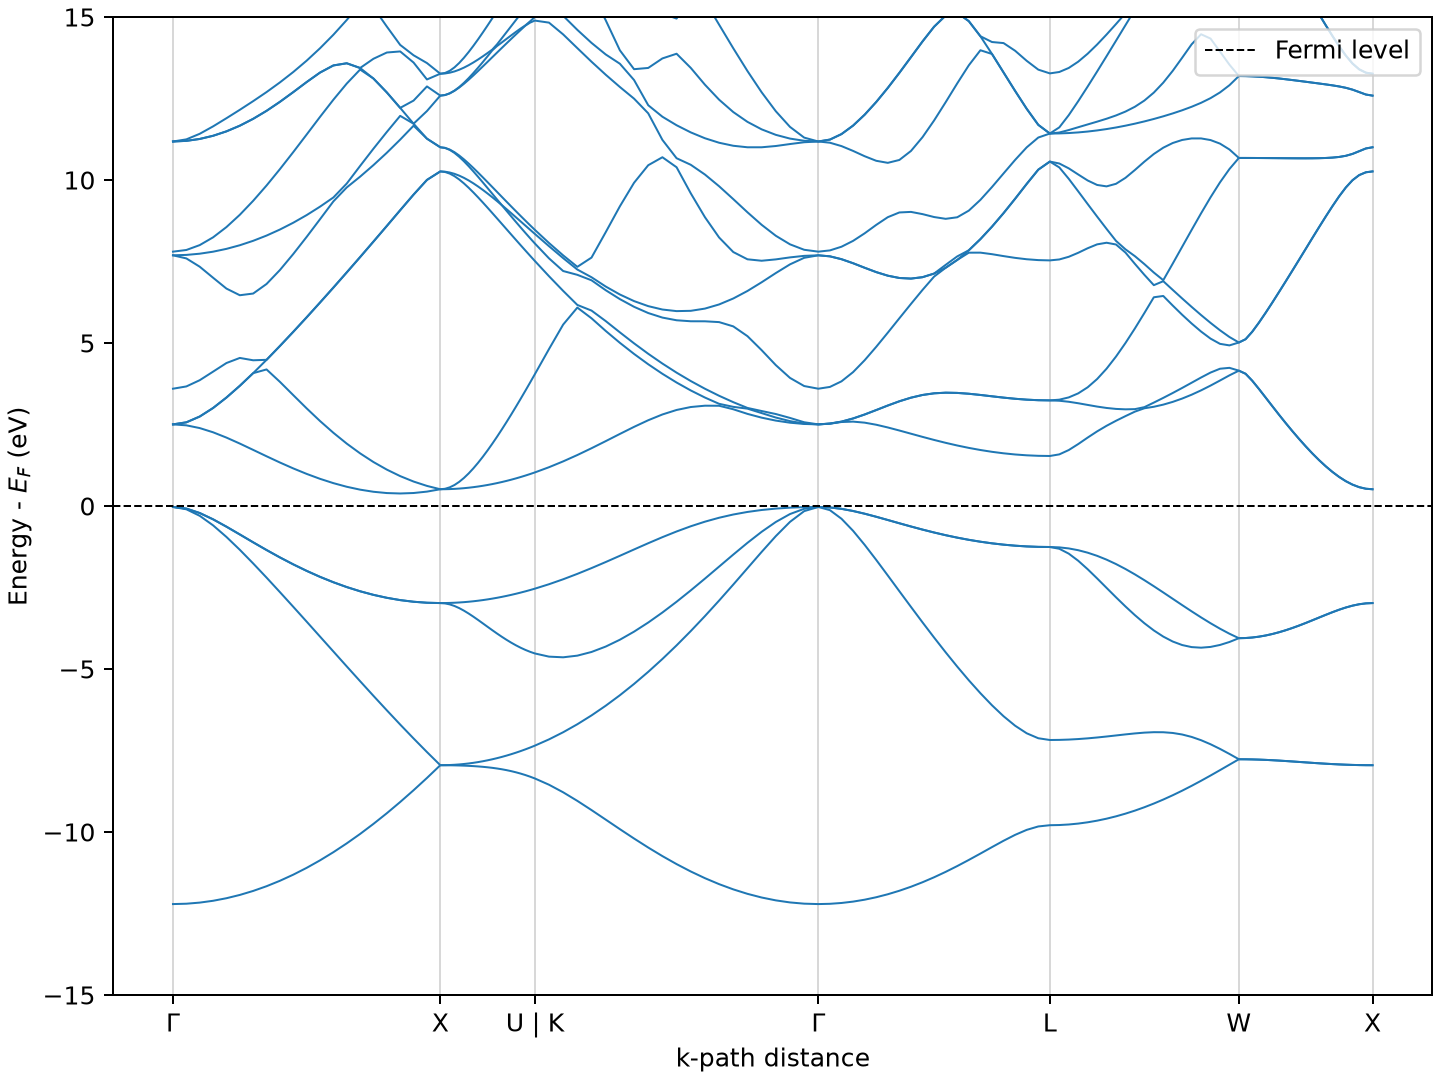 15
10
5
0
−5
−10
−15
Energy - E_F (eV)
Fermi level
Γ X U | K Γ L W X
k-path distance